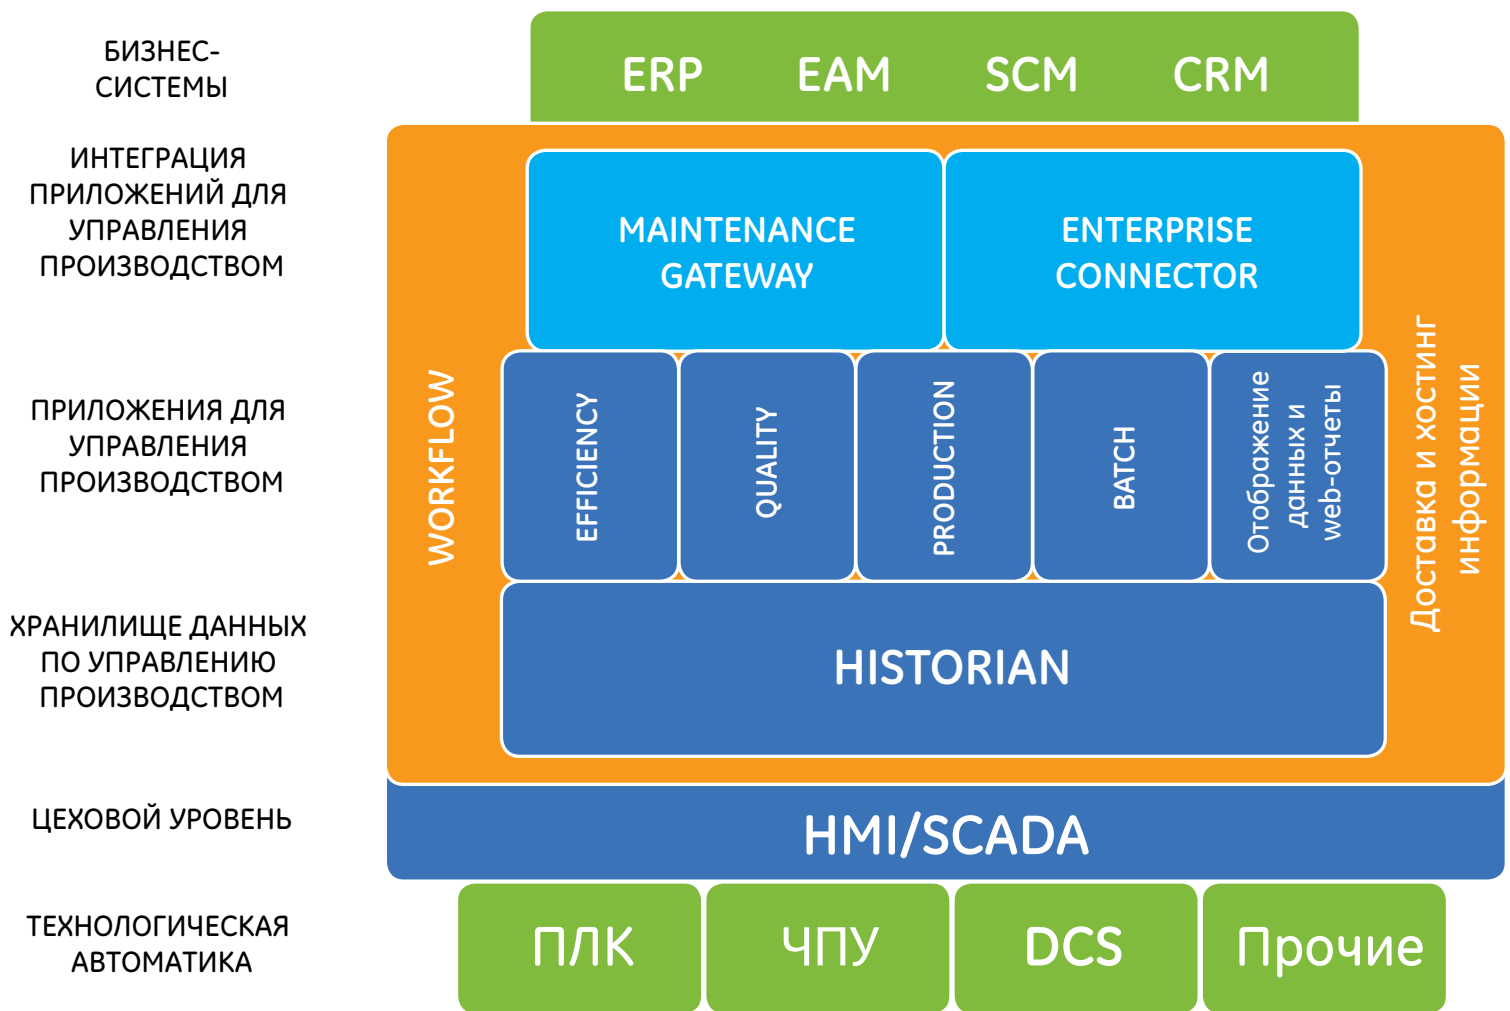 БИЗНЕС-
СИСТЕМЫ
ERP EAM SCM CRM
ИНТЕГРАЦИЯ
ПРИЛОЖЕНИЙ ДЛЯ
УПРАВЛЕНИЯ
ПРОИЗВОДСТВОМ
MAINTENANCE
GATEWAY
ENTERPRISE
CONNECTOR
ПРИЛОЖЕНИЯ ДЛЯ
УПРАВЛЕНИЯ
ПРОИЗВОДСТВОМ
WORKFLOW
EFFICIENCY
QUALITY
PRODUCTION
BATCH
Отображение
данных и
web-отчеты
Доставка и хостинг
информации
ХРАНИЛИЩЕ ДАННЫХ
ПО УПРАВЛЕНИЮ
ПРОИЗВОДСТВОМ
HISTORIAN
ЦЕХОВОЙ УРОВЕНЬ
HMI/SCADA
ТЕХНОЛОГИЧЕСКАЯ
АВТОМАТИКА
ПЛК ЧПУ DCS Прочие